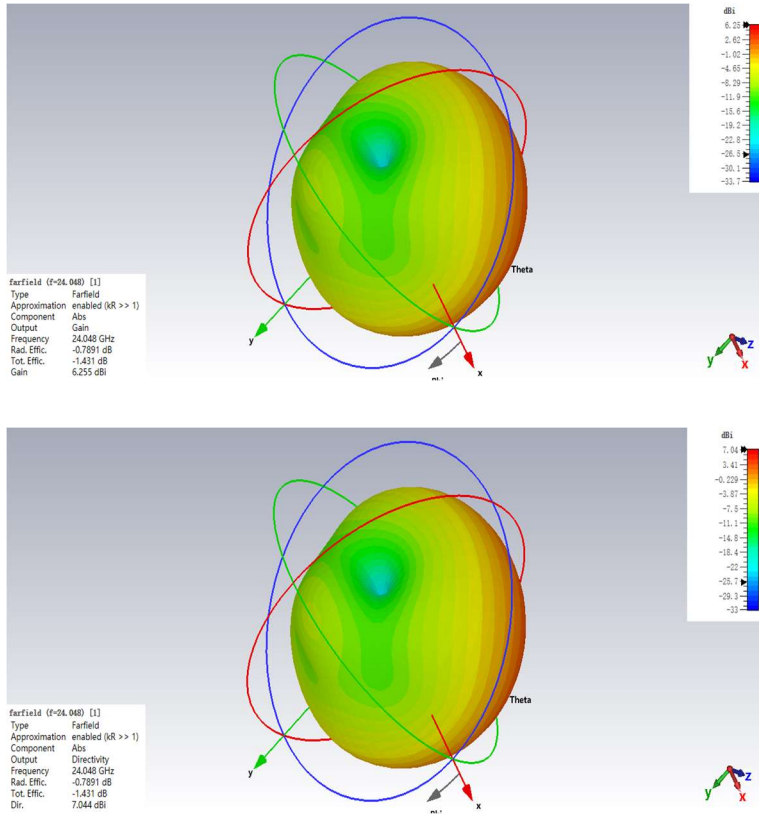 dBi
6.25
2.62
-1.02
-4.66
-8.29
-11.9
-15.6
-19.2
-22.8
-26.5
-30.1
-33.7
Theta
y
x
y
z
x
farfield (f=24.048) [1]
Type Farfield
Approximation enabled (kR >> 1)
Component Abs
Output Gain
Frequency 24.048 GHz
Rad. Effic. -0.7891 dB
Tot. Effic. -1.431 dB
Gain 6.255 dBi
dBi
7.04
3.41
-0.229
-3.87
-7.5
-11.1
-14.8
-18.4
-22
-25.7
-29.3
-33
Theta
y
x
y
z
x
farfield (f=24.048) [1]
Type Farfield
Approximation enabled (kR >> 1)
Component Abs
Output Directivity
Frequency 24.048 GHz
Rad. Effic. -0.7891 dB
Tot. Effic. -1.431 dB
Dir. 7.044 dBi